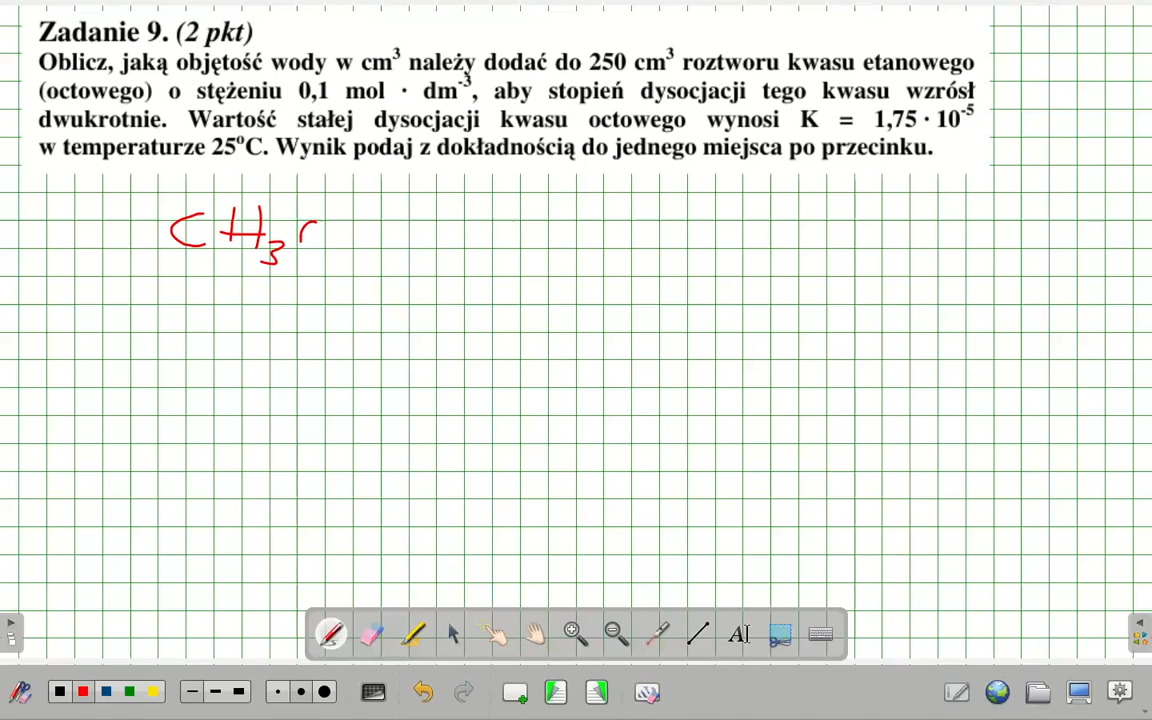 Zadanie 9. (2 pkt)
Oblicz, jaką objętość wody w cm³ należy dodać do 250 cm³ roztworu kwasu etanowego
(octowego) o stężeniu 0,1 mol · dm⁻³, aby stopień dysocjacji tego kwasu wzrósł
dwukrotnie. Wartość stałej dysocjacji kwasu octowego wynosi K = 1,75 · 10⁻⁵
w temperaturze 25°C. Wynik podaj z dokładnością do jednego miejsca po przecinku.
CH₃
AI